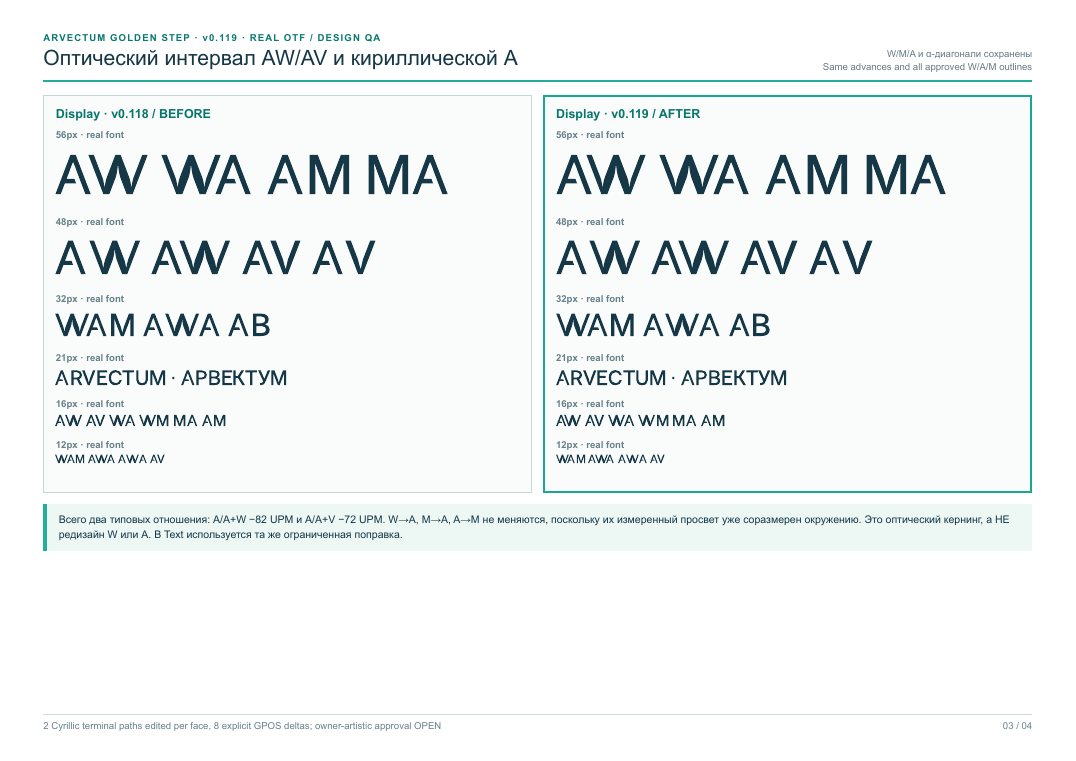 ARVECTUM GOLDEN STEP · v0.119 · REAL OTF / DESIGN QA
Оптический интервал AW/AV и кириллической А
W/M/A и α-диагонали сохранены
Same advances and all approved W/A/M outlines
Display · v0.118 / BEFORE
56px · real font
AW WA AM MA
48px · real font
AW AW AV AV
32px · real font
WAM AWA AB
21px · real font
ARVECTUM · АРВЕКТУМ
16px · real font
AW AV WA WM MA AM
12px · real font
WAM AWA AWA AV
Display · v0.119 / AFTER
56px · real font
AW WA AM MA
48px · real font
AW AW AV AV
32px · real font
WAM AWA AB
21px · real font
ARVECTUM · АРВЕКТУМ
16px · real font
AW AV WA WM MA AM
12px · real font
WAM AWA AWA AV
Всего два типовых отношения: A/А+W −82 UPM и A/А+V −72 UPM. W→A, M→A, A→M не меняются, поскольку их измеренный просвет уже соразмерен окружению. Это оптический кернинг, а НЕ
редизайн W или A. В Text используется та же ограниченная поправка.
2 Cyrillic terminal paths edited per face, 8 explicit GPOS deltas; owner-artistic approval OPEN
03 / 04